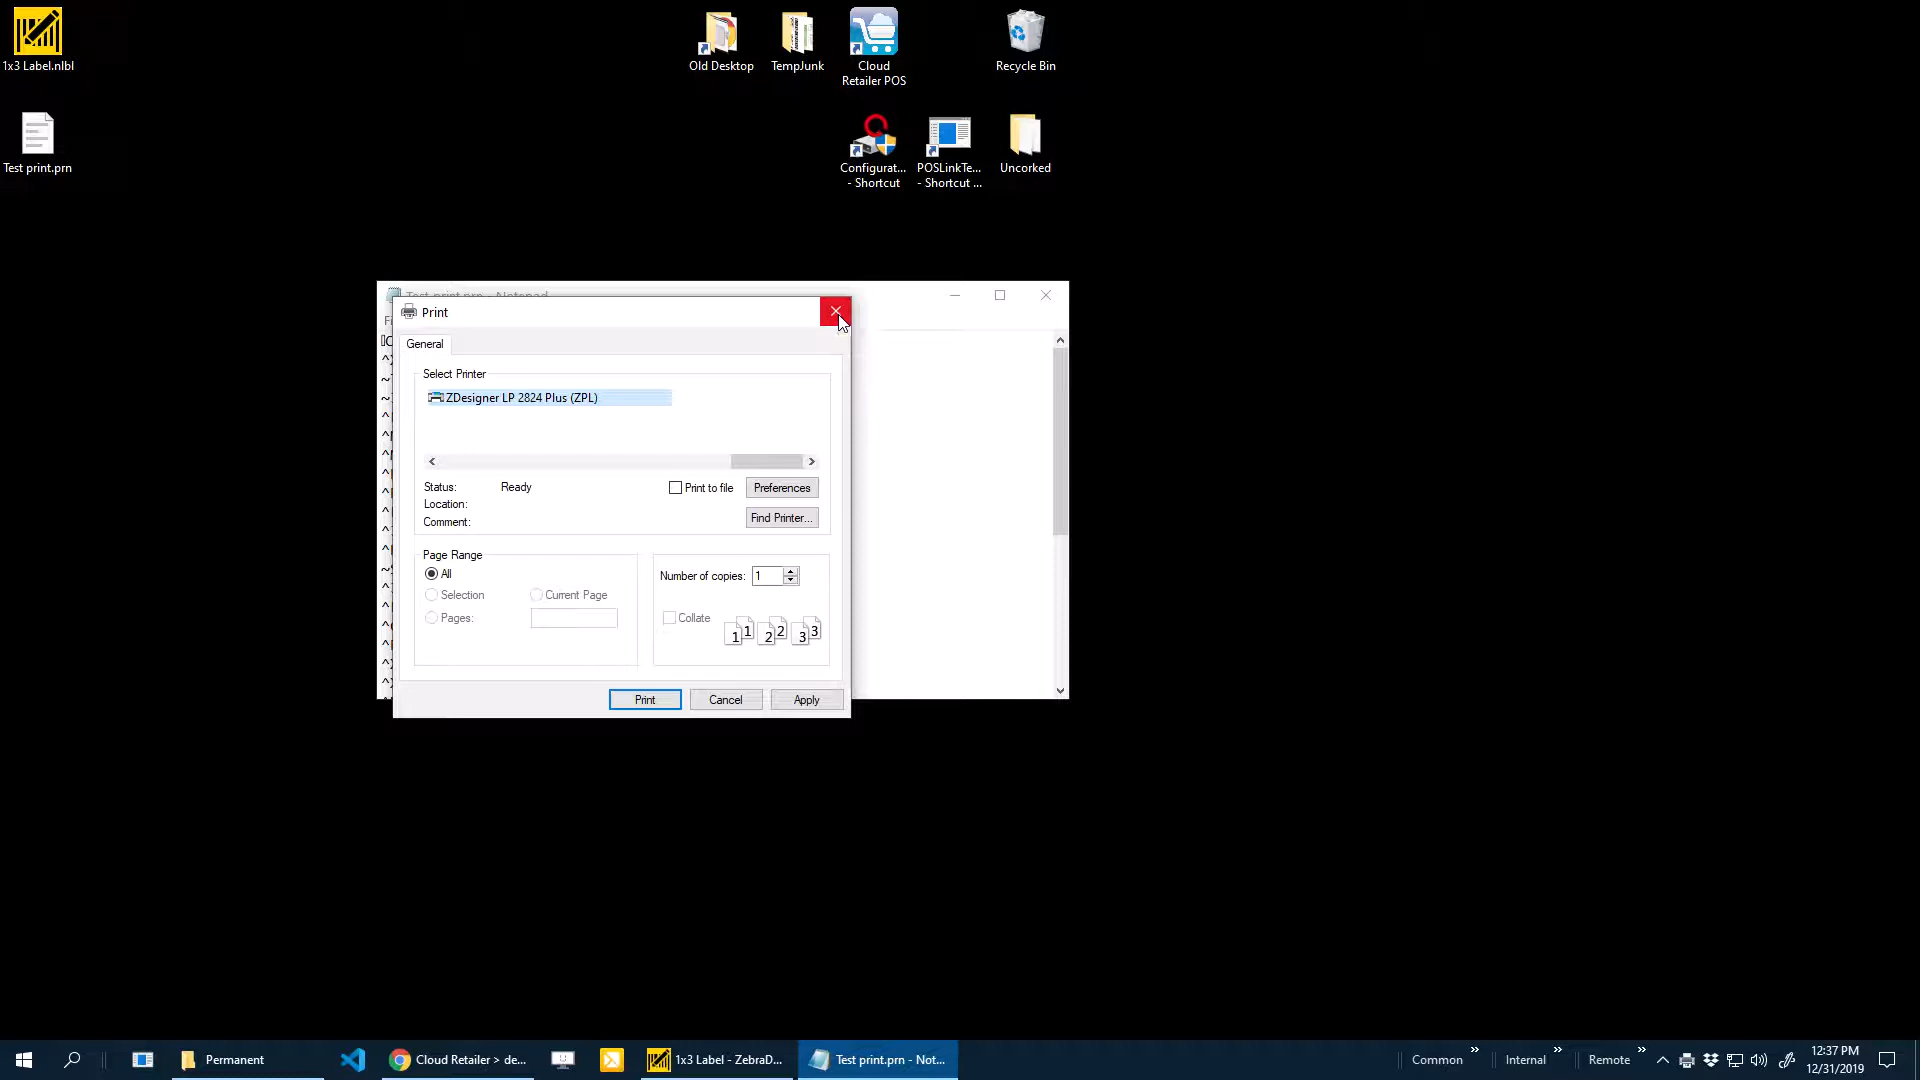 1x3 Label.nlbl
Old Desktop
TempJunk
Cloud
Retailer POS
Recycle Bin
Test print.prn
Configurat...
- Shortcut
POSLinkTe...
- Shortcut ...
Uncorked
Test print.prn - Notepad
Print
General
Select Printer
ZDesigner LP 2824 Plus (ZPL)
Status:
Ready
Print to file
Preferences
Location:
Comment:
Find Printer...
Page Range
All
Selection
Current Page
Pages:
Number of copies:
1
Collate
1 1 2 2 3 3
Print
Cancel
Apply
Permanent
Cloud Retailer > de...
1x3 Label - ZebraD...
Test print.prn - Not...
Common
Internal
Remote
12:37 PM
12/31/2019